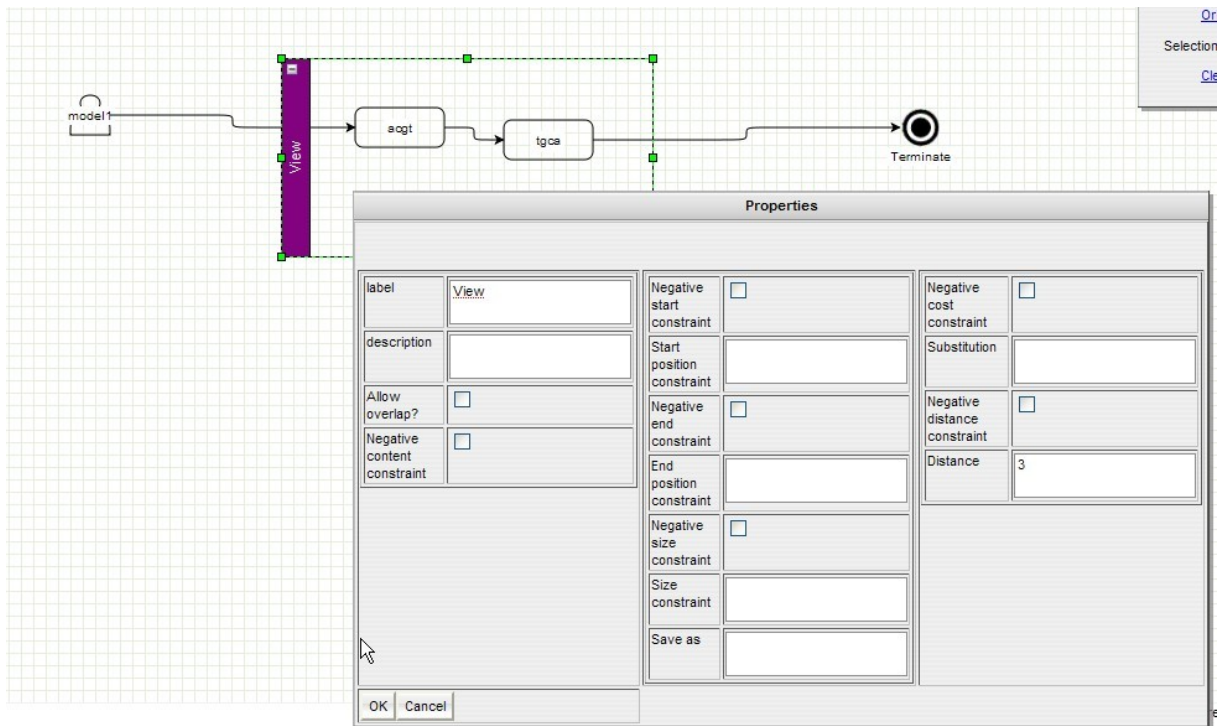 Or
Selection
Cle
model1
View
acgt
tgca
Terminate
Properties
label
View
description
Allow
overlap?
Negative
content
constraint
Negative
start
constraint
Start
position
constraint
Negative
end
constraint
End
position
constraint
Negative
size
constraint
Size
constraint
Save as
Negative
cost
constraint
Substitution
Negative
distance
constraint
Distance
3
OK
Cancel